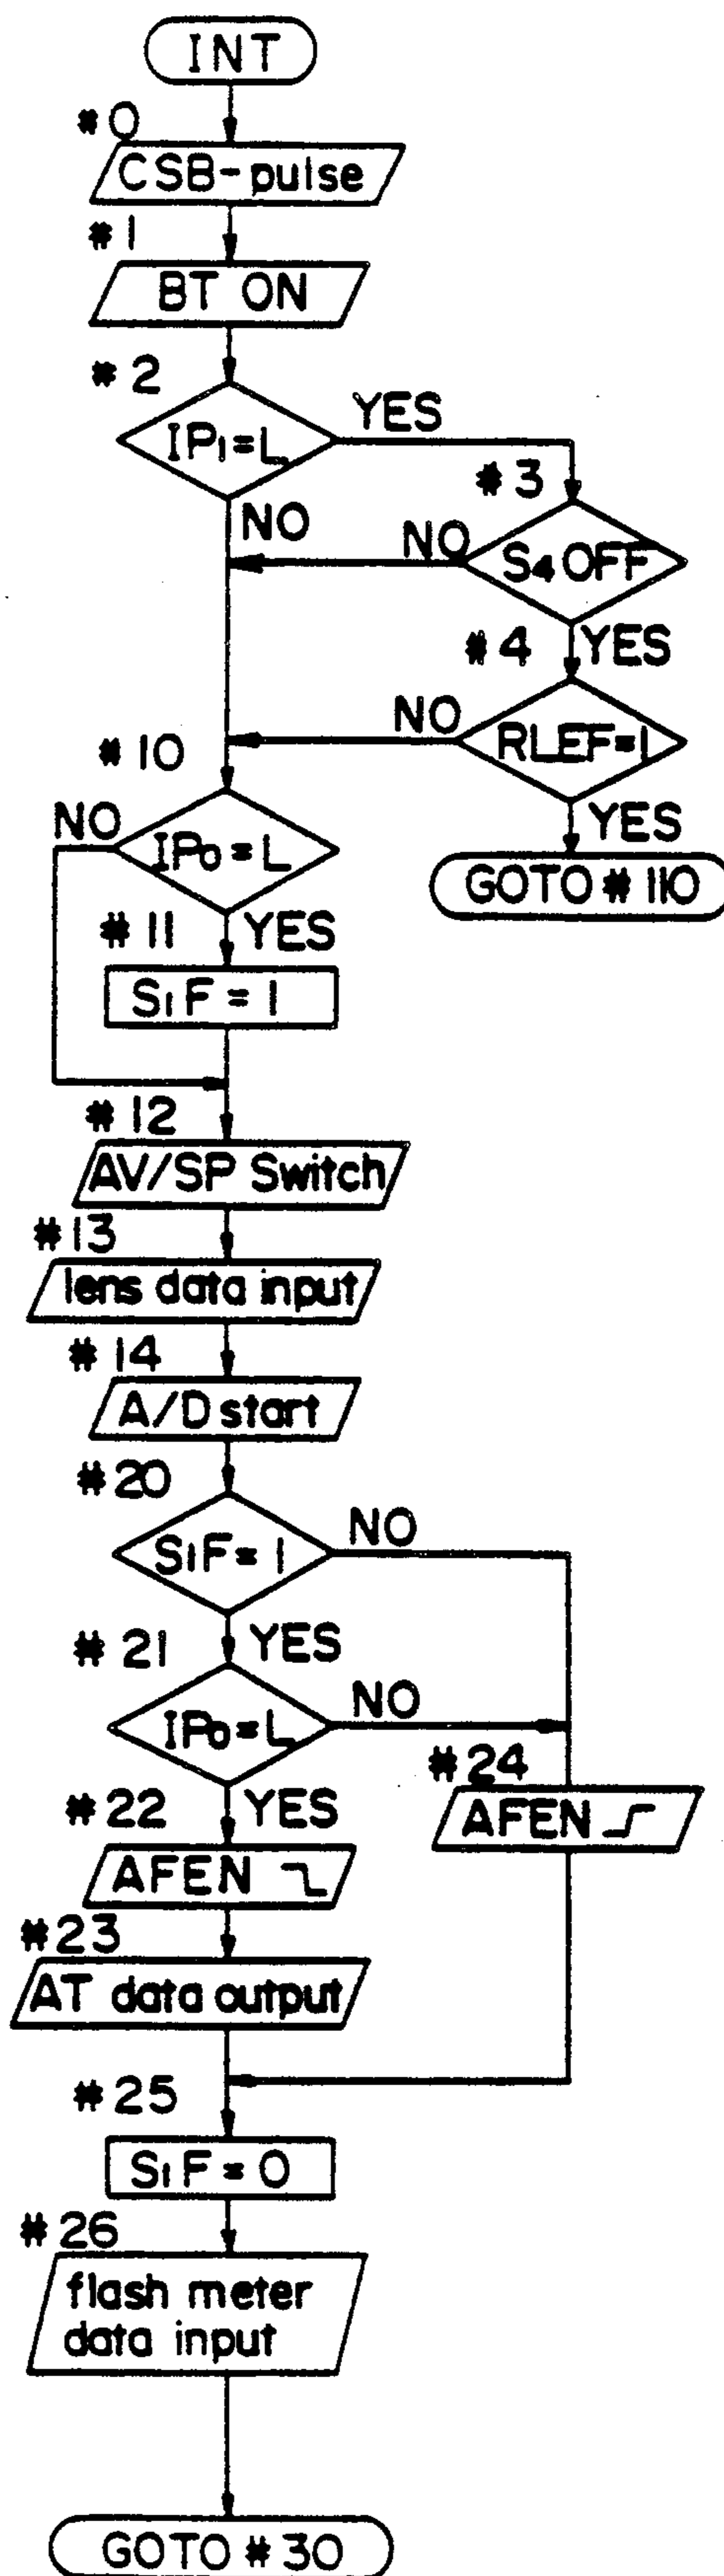 INT
#0
CSB-pulse
#1
BT ON
#2
IP₁=L
YES
NO
#3
S₄OFF
NO
YES
#4
RLEF=1
NO
YES
GOTO #110
#10
IP₀=L
NO
YES
#11
S₁F=1
#12
AV/SP Switch
#13
lens data input
#14
A/D start
#20
S₁F=1
NO
YES
#21
IP₀=L
NO
YES
#22
AFEN
#24
AFEN
#23
AT data output
#25
S₁F=0
#26
flash meter
data input
GOTO #30